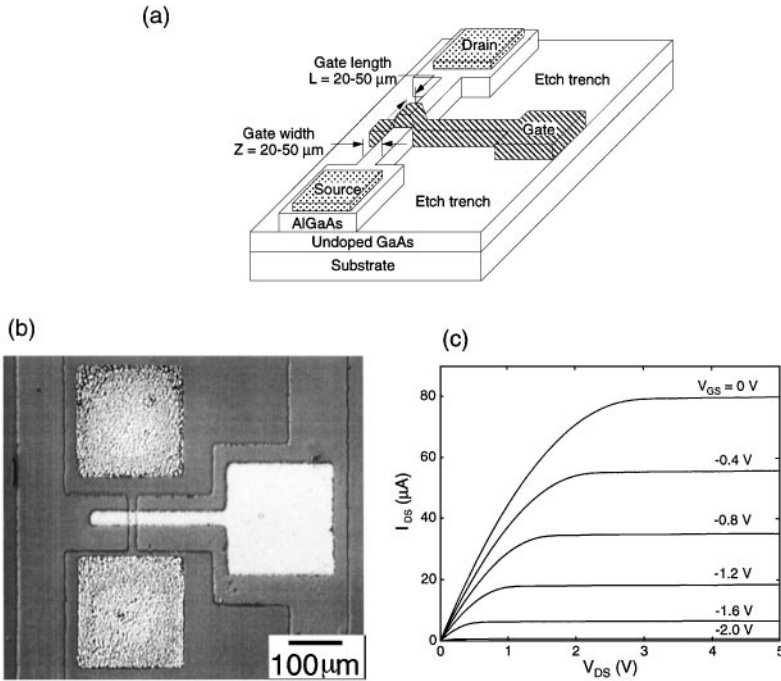 (a)
Drain
Gate length
L = 20-50 μm
Etch trench
Gate
Gate width
Z = 20-50 μm
Source
Etch trench
AlGaAs
Undoped GaAs
Substrate
(b)
100μm
(c)
80
60
40
20
0
I_DS (μA)
V_GS = 0 V
-0.4 V
-0.8 V
-1.2 V
-1.6 V
-2.0 V
0 1 2 3 4 5
V_DS (V)